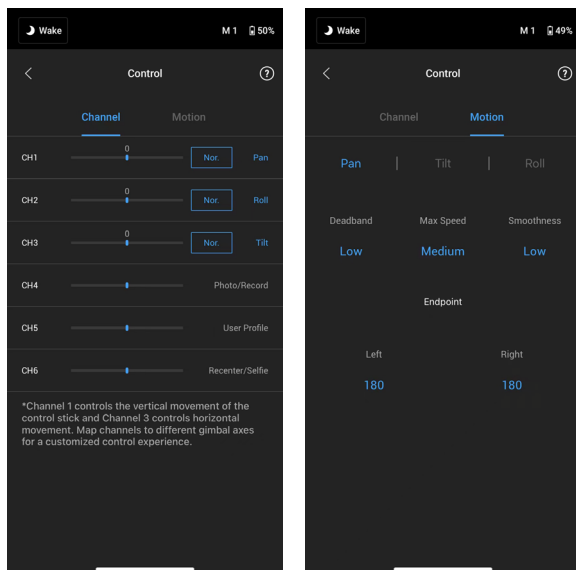 Wake M 1 50%
Control
Channel Motion
0
CH1 Nor. Pan
0
CH2 Nor. Roll
0
CH3 Nor. Tilt
CH4 Photo/Record
CH5 User Profile
CH6 Recenter/Selfie
*Channel 1 controls the vertical movement of the
control stick and Channel 3 controls horizontal
movement. Map channels to different gimbal axes
for a customized control experience.
Wake M 1 49%
Control
Channel Motion
Pan | Tilt | Roll
Deadband Max Speed Smoothness
Low Medium Low
Endpoint
Left Right
180 180